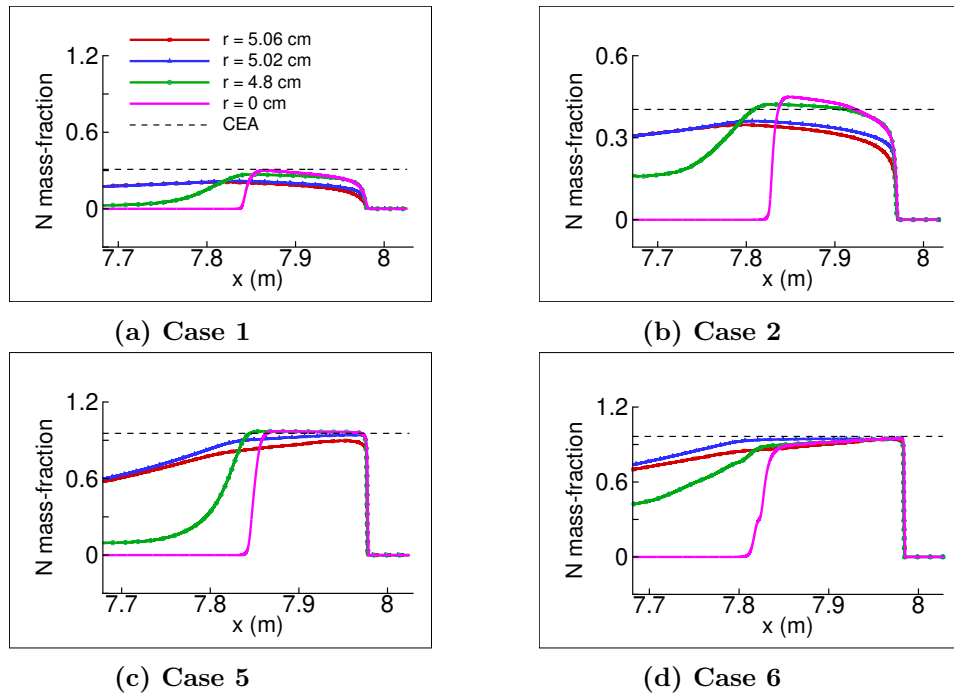 1.2
0.6
0
N mass-fraction
r = 5.06 cm
r = 5.02 cm
r = 4.8 cm
r = 0 cm
CEA
7.7 7.8 7.9 8
x (m)
(a) Case 1
0.6
0.3
0
N mass-fraction
7.7 7.8 7.9 8
x (m)
(b) Case 2
1.2
0.6
0
N mass-fraction
7.7 7.8 7.9 8
x (m)
(c) Case 5
1.2
0.6
0
N mass-fraction
7.7 7.8 7.9 8
x (m)
(d) Case 6